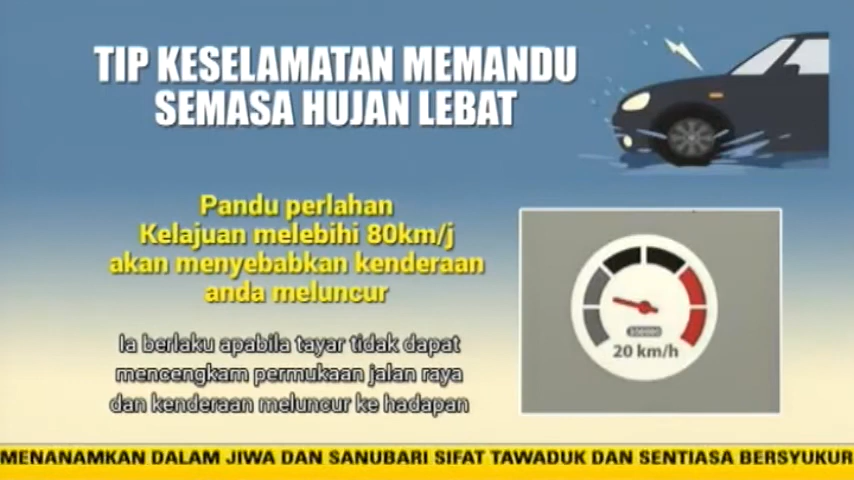 TIP KESELAMATAN MEMANDU
SEMASA HUJAN LEBAT
Pandu perlahan
Kelajuan melebihi 80km/j
akan menyebabkan kenderaan
anda meluncur
Ia berlaku apabila tayar tidak dapat
mencengkam permukaan jalan raya
dan kenderaan meluncur ke hadapan
20 km/h
MENANAMKAN DALAM JIWA DAN SANUBARI SIFAT TAWADUK DAN SENTIASA BERSYUKUR